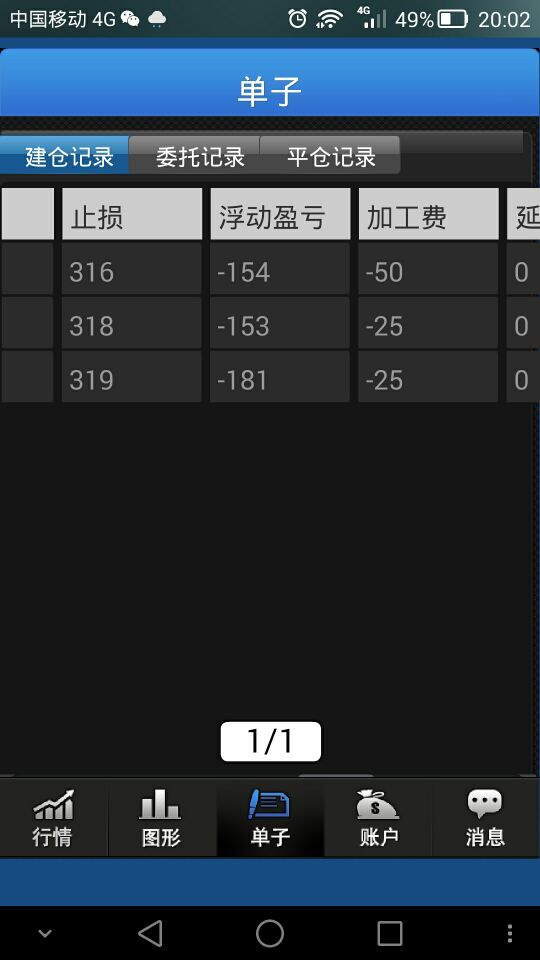 中国移动 4G 4G 49% 20:02
单子
建仓记录 委托记录 平仓记录
止损 浮动盈亏 加工费 延
316 -154 -50 0
318 -153 -25 0
319 -181 -25 0
1/1
行情 图形 单子 账户 消息